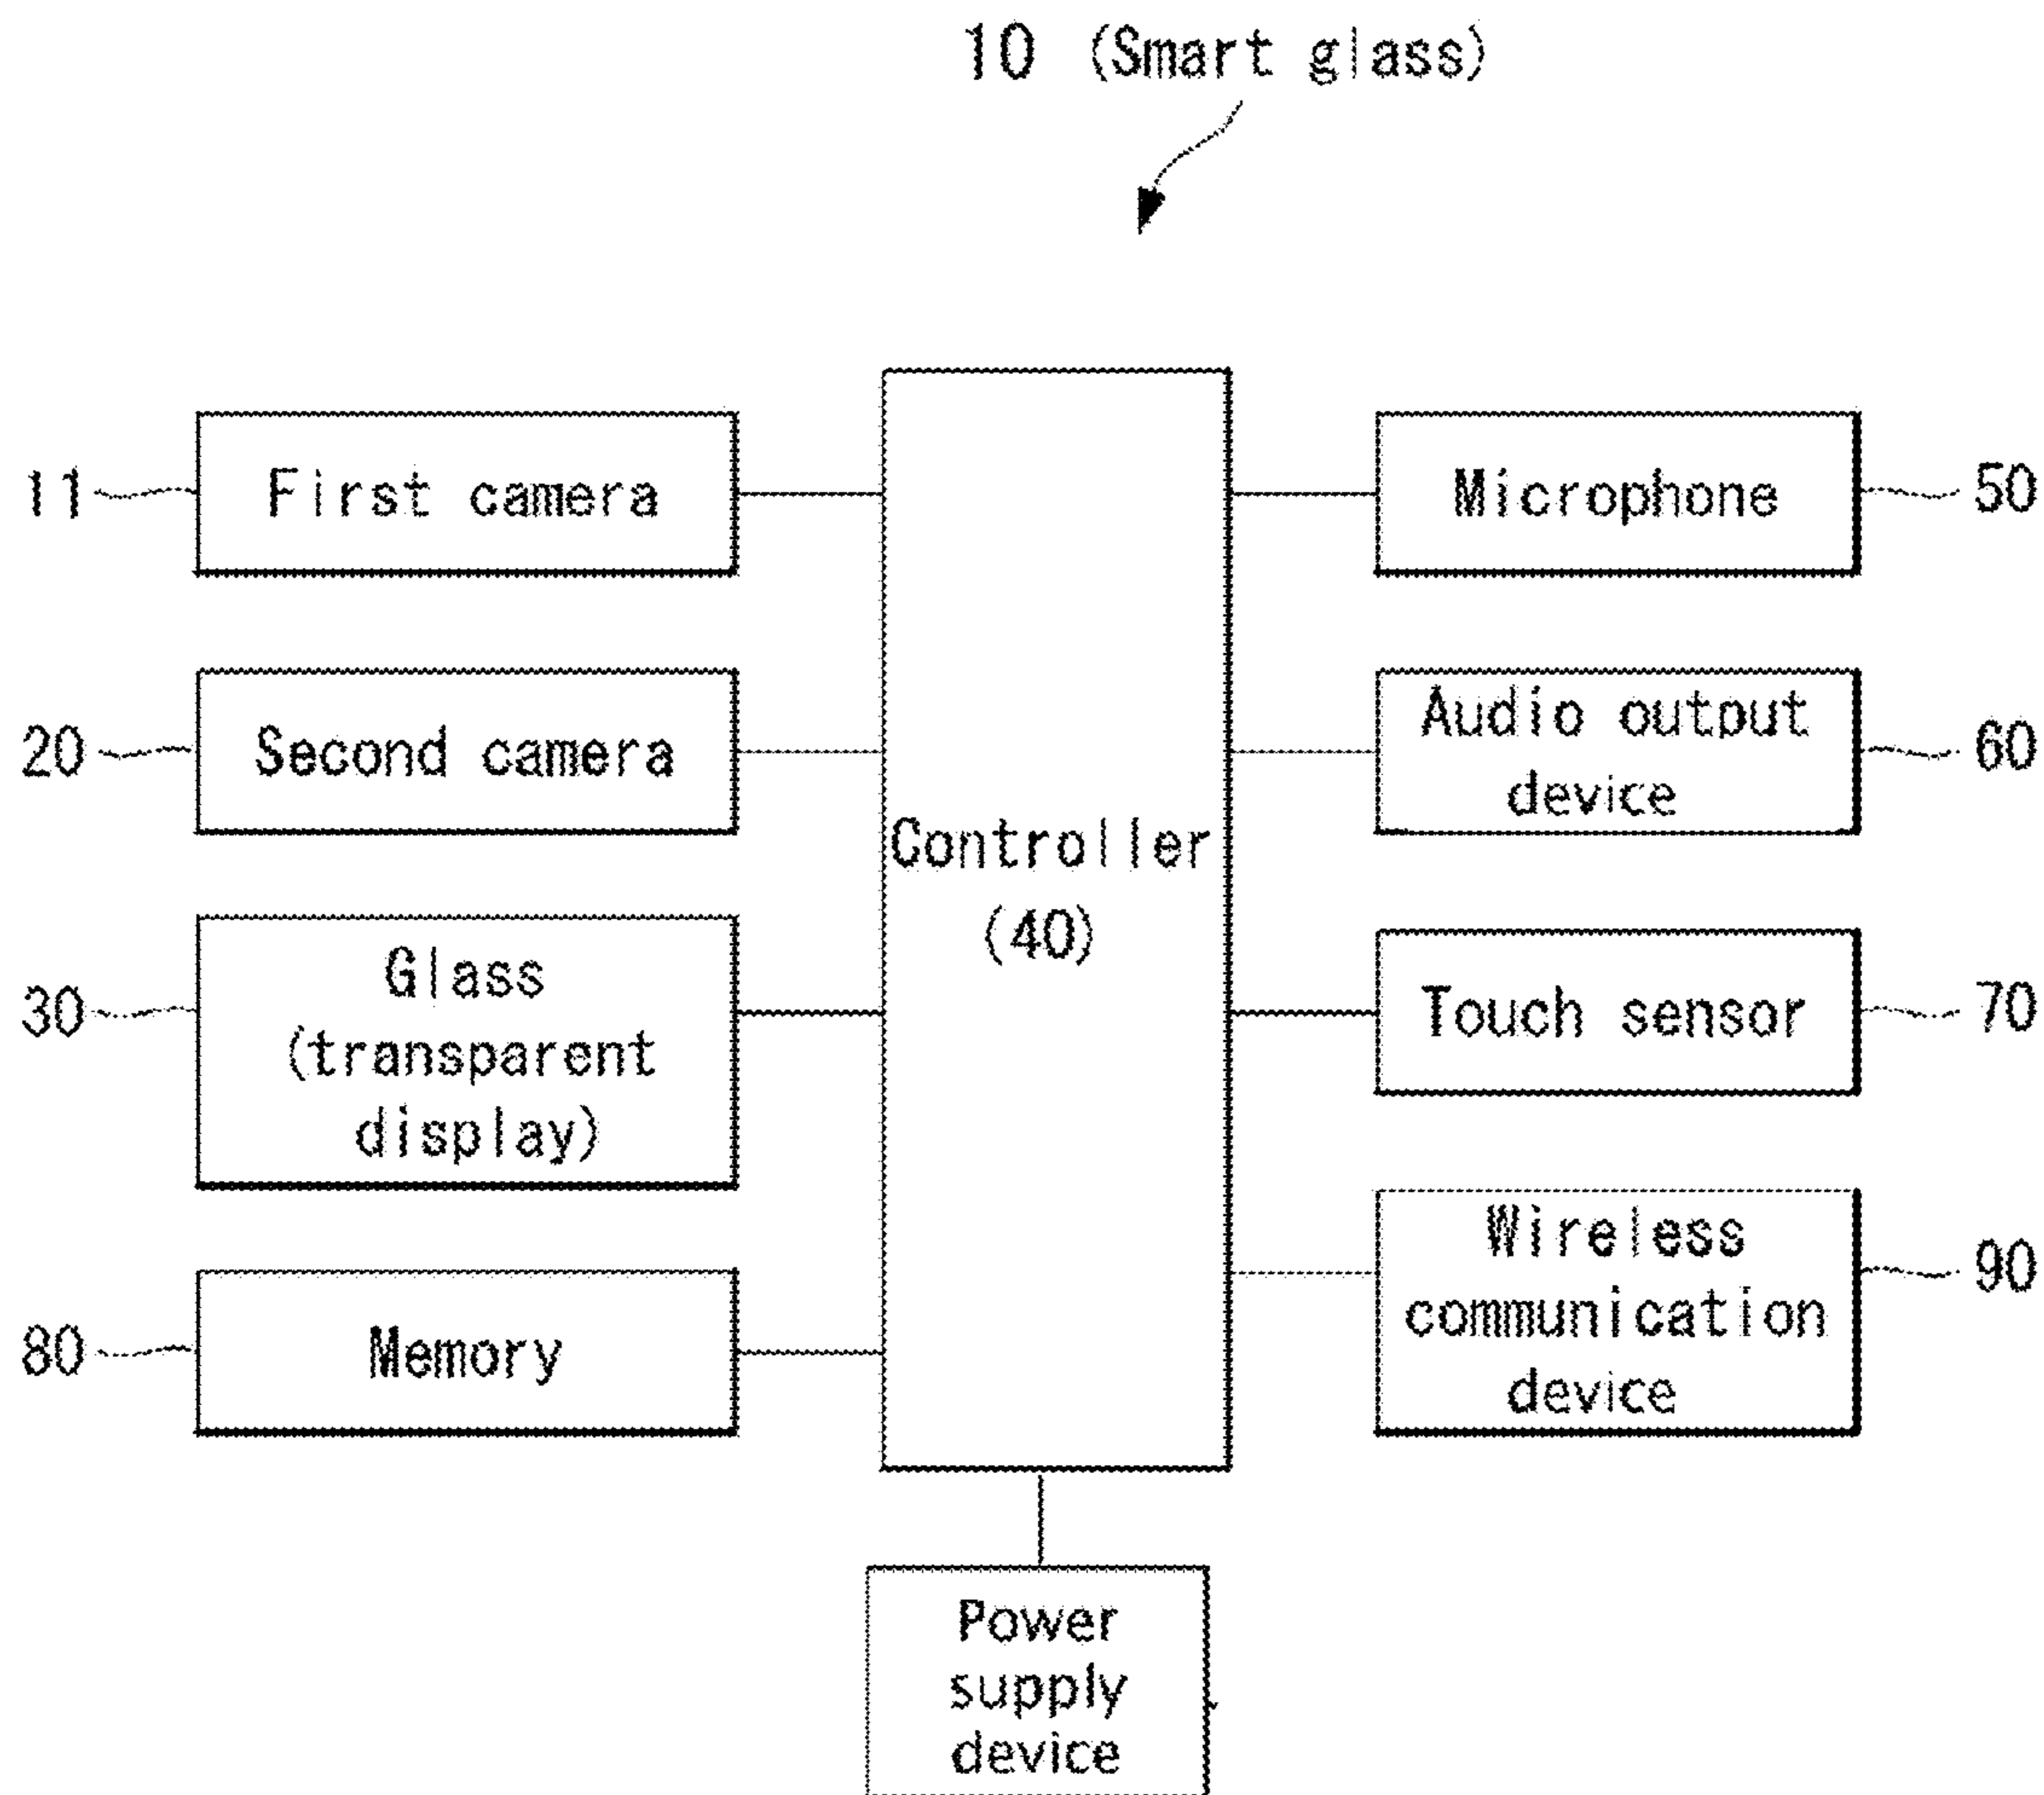 10 (Smart glass)
11
First camera
20
Second camera
30
Glass
(transparent
display)
80
Memory
Controller
(40)
Microphone
50
Audio output
device
60
Touch sensor
70
Wireless
communication
device
90
Power
supply
device